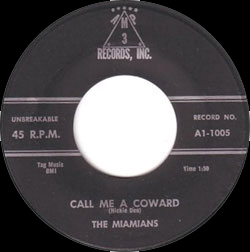 3
RECORDS, INC.
UNBREAKABLE
45 R.P.M.
RECORD NO.
A1-1005
Tag Music
BMI
Time 1:50
CALL ME A COWARD
(Nickie Don)
THE MIAMIANS